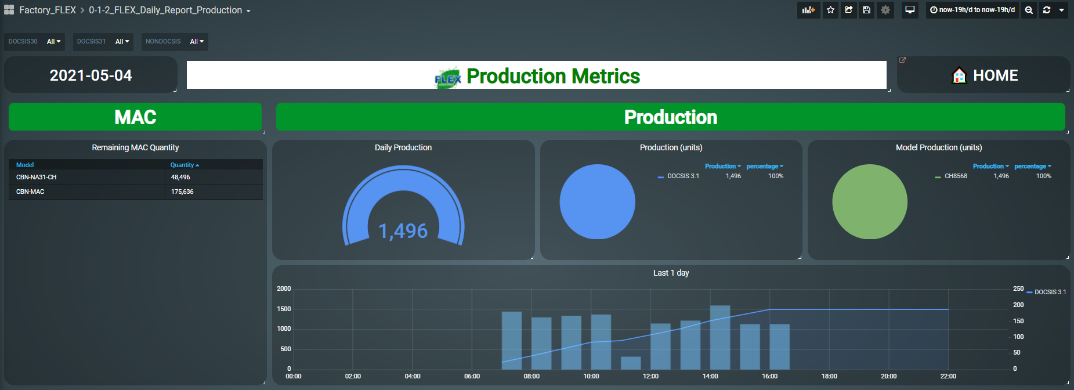 Factory_FLEX > 0-1-2_FLEX_Daily_Report_Production
now-19h/d to now-19h/d
DOCSIS30 All DOCSIS31 All NONDOCSIS All
2021-05-04
FLEX Production Metrics
HOME
MAC
Production
Remaining MAC Quantity
Model Quantity
CBN-NA31-CH 48,496
CBN-MAC 175,636
Daily Production
1,496
Production (units)
Production percentage
DOCSIS 3.1 1,496 100%
Model Production (units)
Production percentage
CH8568 1,496 100%
Last 1 day
2000
1500
1000
500
0
250
200
150
100
50
0
DOCSIS 3.1
00:00 02:00 04:00 06:00 08:00 10:00 12:00 14:00 16:00 18:00 20:00 22:00